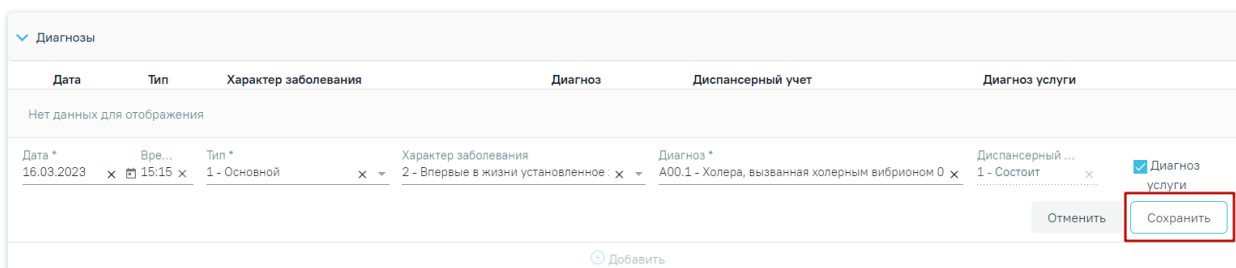 Диагнозы
Дата Тип Характер заболевания Диагноз Диспансерный учет Диагноз услуги
Нет данных для отображения
Дата * Вре... Тип * Характер заболевания Диагноз * Диспансерный ...
16.03.2023 15:15 1 - Основной 2 - Впервые в жизни установленное : A00.1 - Холера, вызванная холерным вибрионом 0 1 - Состоит Диагноз
услуги
Отменить Сохранить
Добавить